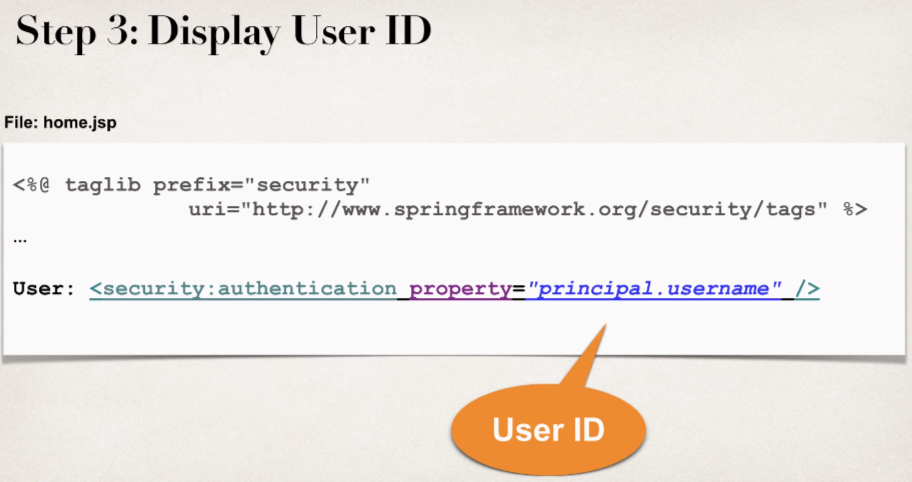 Step 3: Display User ID
File: home.jsp
<%@ taglib prefix="security"
uri="http://www.springframework.org/security/tags" %>
...
User: <security:authentication property="principal.username" />
User ID